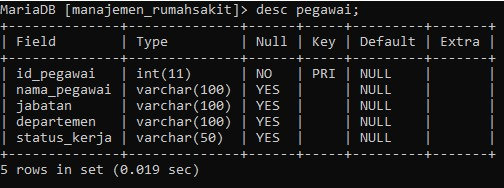 MariaDB [manajemen_rumahsakit]> desc pegawai;
+--------------+--------------+------+-----+---------+-------+
| Field        | Type         | Null | Key | Default | Extra |
+--------------+--------------+------+-----+---------+-------+
| id_pegawai   | int(11)      | NO   | PRI | NULL    |       |
| nama_pegawai | varchar(100) | YES  |     | NULL    |       |
| jabatan      | varchar(100) | YES  |     | NULL    |       |
| departemen   | varchar(100) | YES  |     | NULL    |       |
| status_kerja | varchar(50)  | YES  |     | NULL    |       |
+--------------+--------------+------+-----+---------+-------+
5 rows in set (0.019 sec)